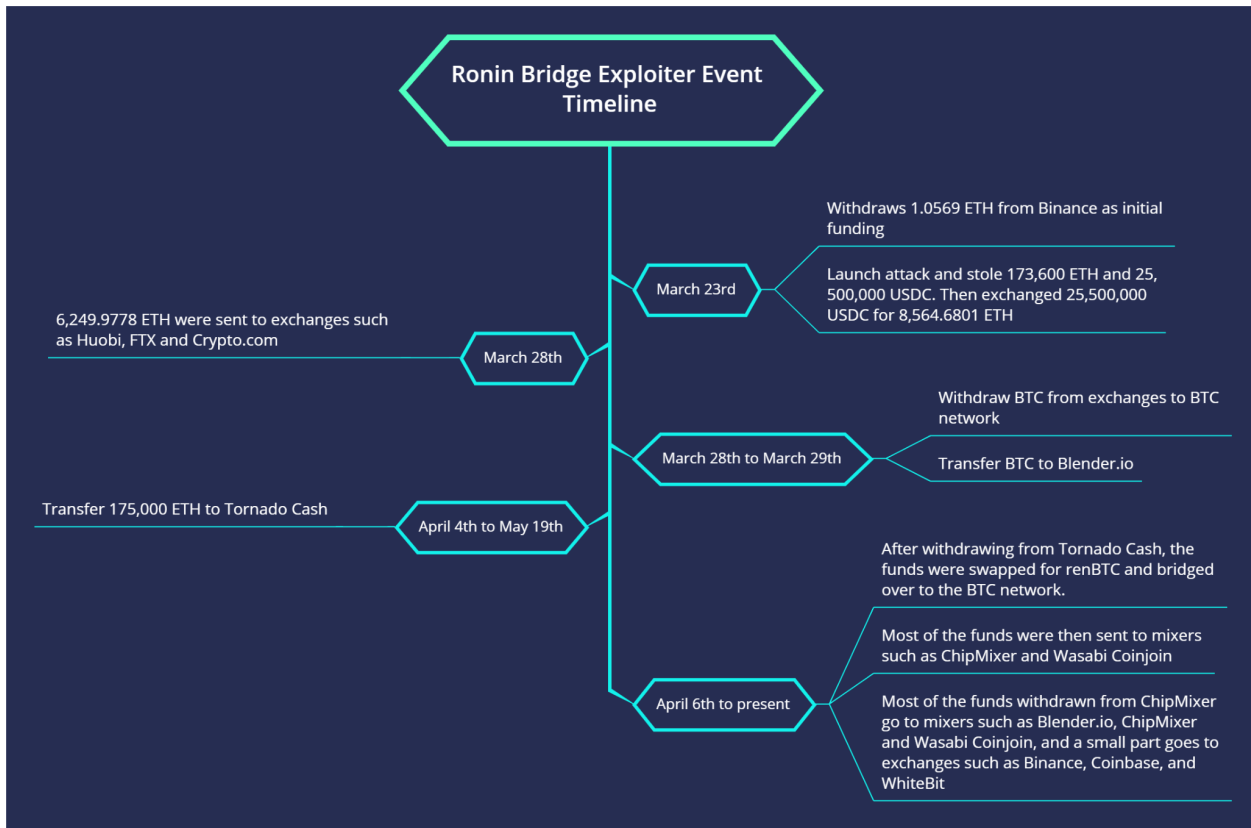 Ronin Bridge Exploiter Event
Timeline
Withdraws 1.0569 ETH from Binance as initial
funding
March 23rd
Launch attack and stole 173,600 ETH and 25,
500,000 USDC. Then exchanged 25,500,000
USDC for 8,564.6801 ETH
6,249.9778 ETH were sent to exchanges such
as Huobi, FTX and Crypto.com
March 28th
Withdraw BTC from exchanges to BTC
network
March 28th to March 29th
Transfer BTC to Blender.io
Transfer 175,000 ETH to Tornado Cash
April 4th to May 19th
After withdrawing from Tornado Cash, the
funds were swapped for renBTC and bridged
over to the BTC network.
Most of the funds were then sent to mixers
such as ChipMixer and Wasabi Coinjoin
April 6th to present
Most of the funds withdrawn from ChipMixer
go to mixers such as Blender.io, ChipMixer
and Wasabi Coinjoin, and a small part goes to
exchanges such as Binance, Coinbase, and
WhiteBit